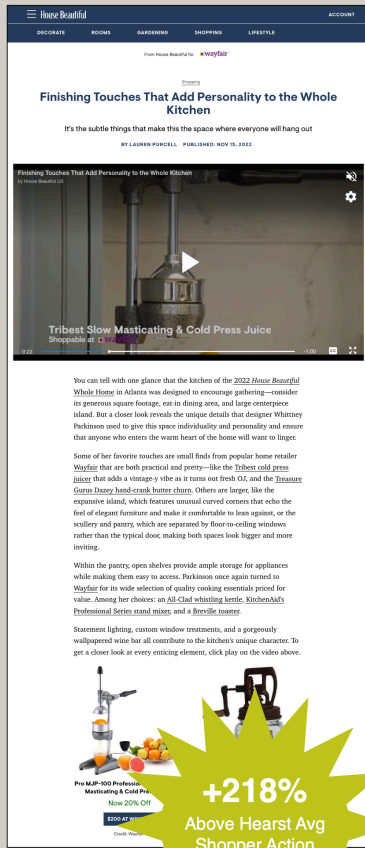 House Beautiful
ACCOUNT
DECORATE ROOMS GARDENING SHOPPING LIFESTYLE
From House Beautiful for wayfair
Shopping
Finishing Touches That Add Personality to the Whole
Kitchen
It's the subtle things that make this the space where everyone will hang out
BY LAUREN PURCELL PUBLISHED: NOV 15, 2022
Finishing Touches That Add Personality to the Whole Kitchen
by House Beautiful US
Tribest Slow Masticating & Cold Press Juice
Shoppable at wayfair
0:22
-1:00
You can tell with one glance that the kitchen of the 2022 House Beautiful
Whole Home in Atlanta was designed to encourage gathering—consider
its generous square footage, eat-in dining area, and large centerpiece
island. But a closer look reveals the unique details that designer Whitney
Parkinson used to give this space individuality and personality and ensure
that anyone who enters the warm heart of the home will want to linger.
Some of her favorite touches are small finds from popular home retailer
Wayfair that are both practical and pretty—like the Tribest cold press
juicer that adds a vintage-y vibe as it turns out fresh OJ, and the Treasure
Gurus Dazey hand-crank butter churn. Others are larger, like the
expansive island, which features unusual curved corners that echo the
feel of elegant furniture and make it comfortable to lean against, or the
scullery and pantry, which are separated by floor-to-ceiling windows
rather than the typical door, making both spaces look bigger and more
inviting.
Within the pantry, open shelves provide ample storage for appliances
while making them easy to access. Parkinson once again turned to
Wayfair for its wide selection of quality cooking essentials priced for
value. Among her choices: an All-Clad whistling kettle, KitchenAid's
Professional Series stand mixer, and a Breville toaster.
Statement lighting, custom window treatments, and a gorgeously
wallpapered wine bar all contribute to the kitchen's unique character. To
get a closer look at every enticing element, click play on the video above.
Pro MJP-100 Profession
Masticating & Cold Pre
Now 20% Off
$200 AT WAY
Credit: Wayfa
+218%
Above Hearst Avg
Shopper Action